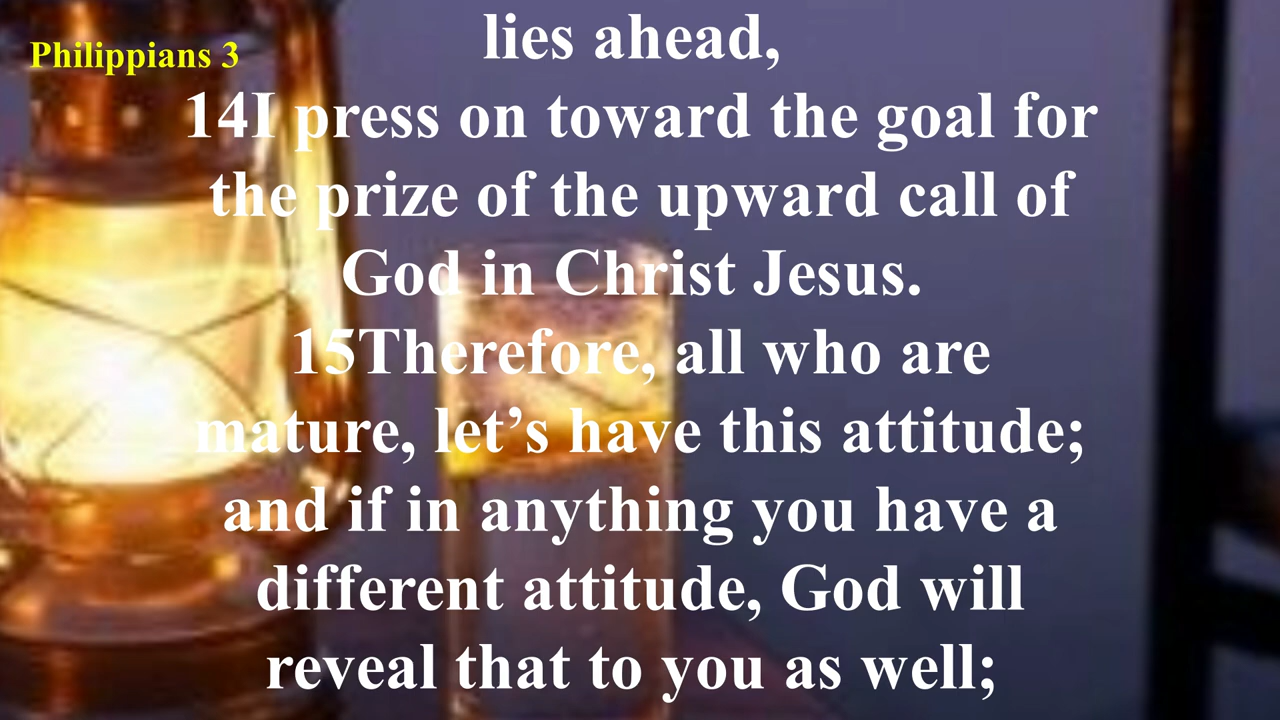 Philippians 3
lies ahead,
14I press on toward the goal for
the prize of the upward call of
God in Christ Jesus.
15Therefore, all who are
mature, let’s have this attitude;
and if in anything you have a
different attitude, God will
reveal that to you as well;